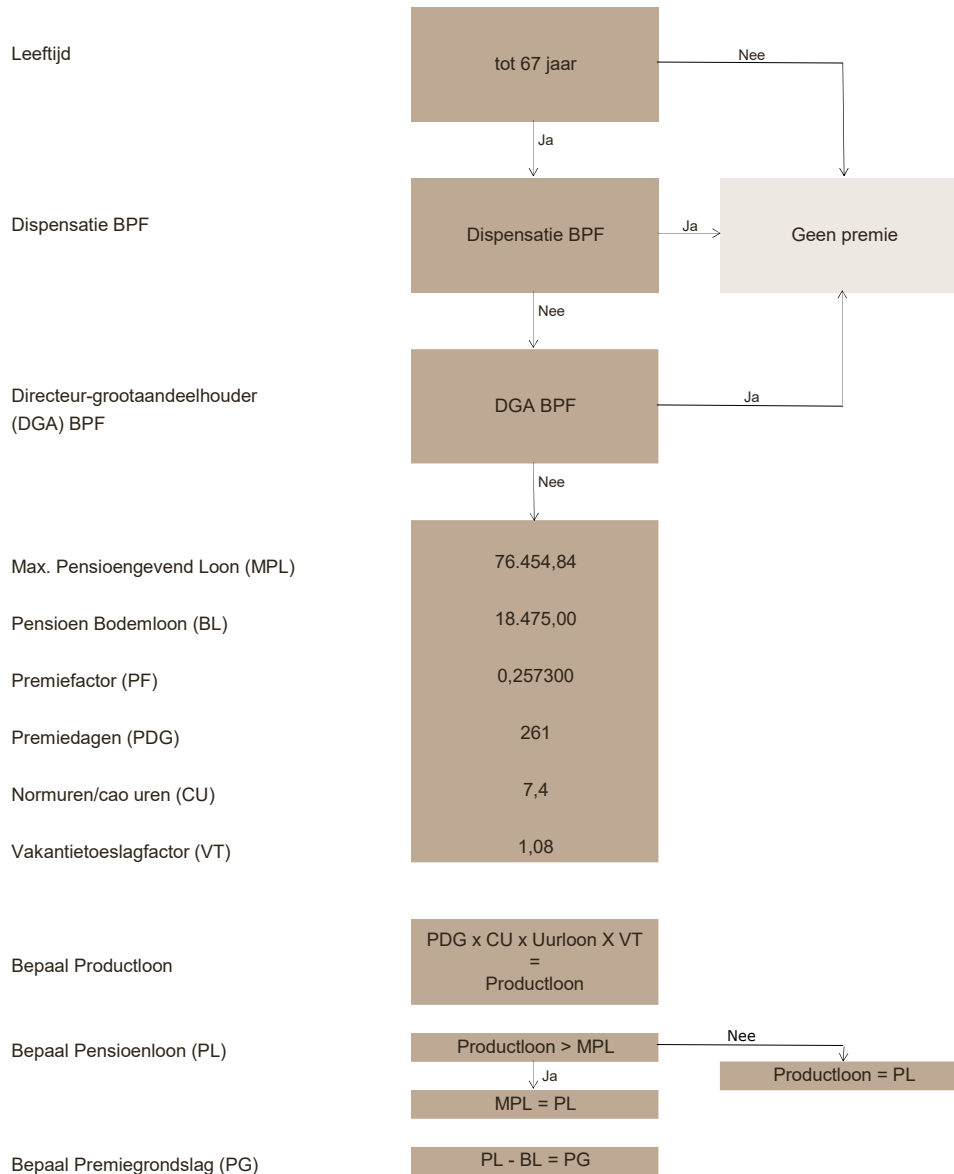 Leeftijd
tot 67 jaar
Nee
Ja
Dispensatie BPF
Dispensatie BPF
Ja
Geen premie
Nee
Directeur-grootaandeelhouder
(DGA) BPF
DGA BPF
Ja
Nee
Max. Pensioengevend Loon (MPL)
76.454,84
Pensioen Bodemloon (BL)
18.475,00
Premiefactor (PF)
0,257300
Premiedagen (PDG)
261
Normuren/cao uren (CU)
7,4
Vakantietoeslagfactor (VT)
1,08
Bepaal Productloon
PDG x CU x Uurloon X VT
=
Productloon
Bepaal Pensioenloon (PL)
Productloon > MPL
Nee
Productloon = PL
Ja
MPL = PL
Bepaal Premiegrondslag (PG)
PL - BL = PG